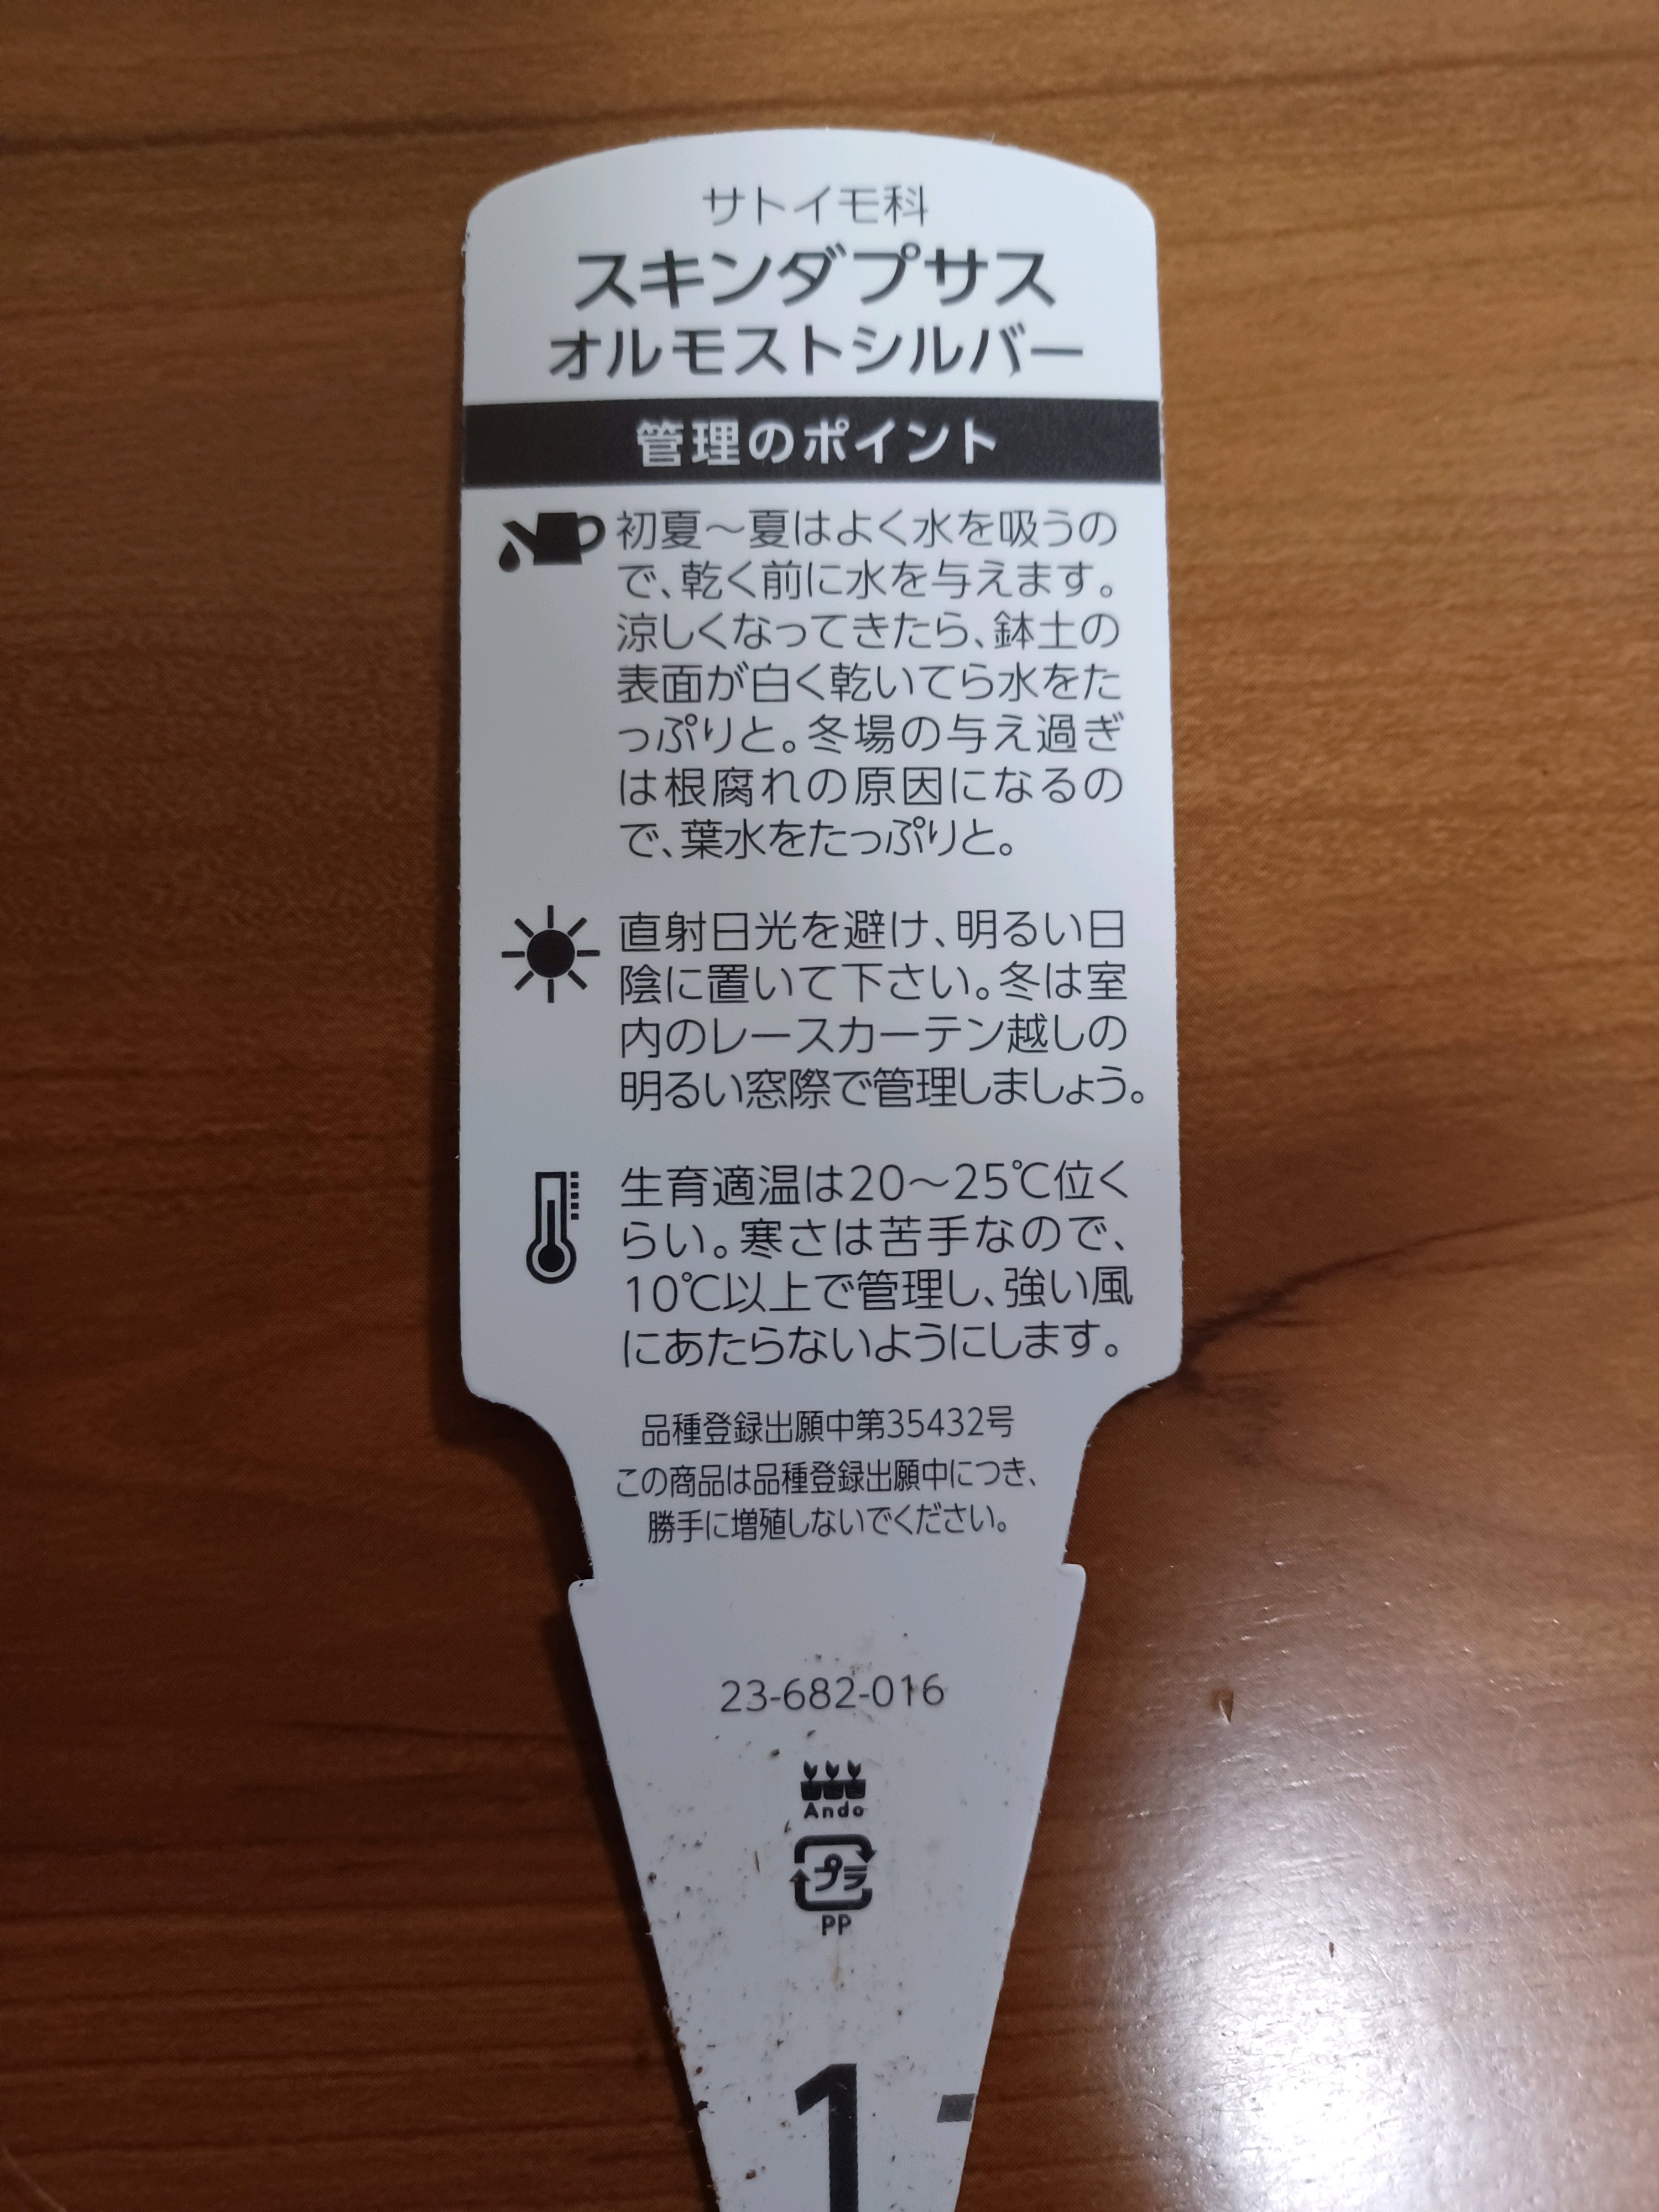 サトイモ科
スキンダプサス
オルモストシルバー
管理のポイント
初夏～夏はよく水を吸うの
で、乾く前に水を与えます。
涼しくなってきたら、鉢土の
表面が白く乾いてら水をた
っぷりと。冬場の与え過ぎ
は根腐れの原因になるの
で、葉水をたっぷりと。
直射日光を避け、明るい日
陰に置いて下さい。冬は室
内のレースカーテン越しの
明るい窓際で管理しましょう。
生育適温は20～25℃位く
らい。寒さは苦手なので、
10℃以上で管理し、強い風
にあたらないようにします。
品種登録出願中第35432号
この商品は品種登録出願中につき、
勝手に増殖しないでください。
23-682-016
Ando
プラ
PP
1